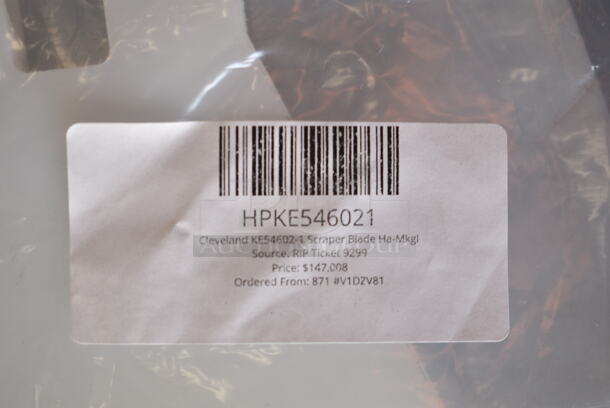 HPKE546021
Cleveland KE54602-1 Scraper Blade Ha-Mkgl
Source: RIP Ticket 9299
Price: $147.008
Ordered From: 871 #V1DZV81